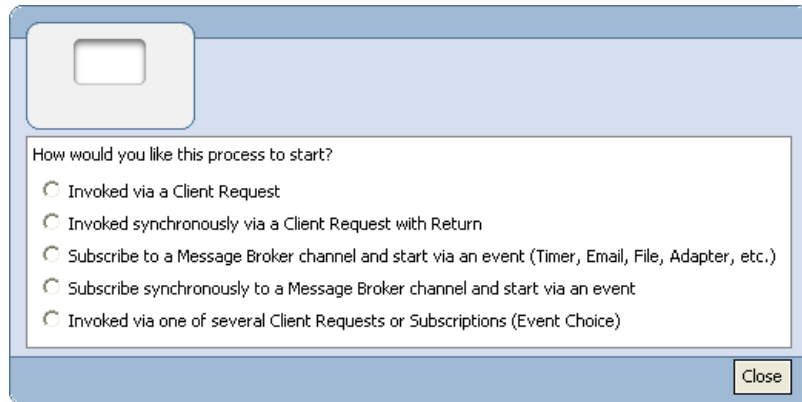 How would you like this process to start?
Invoked via a Client Request
Invoked synchronously via a Client Request with Return
Subscribe to a Message Broker channel and start via an event (Timer, Email, File, Adapter, etc.)
Subscribe synchronously to a Message Broker channel and start via an event
Invoked via one of several Client Requests or Subscriptions (Event Choice)
Close